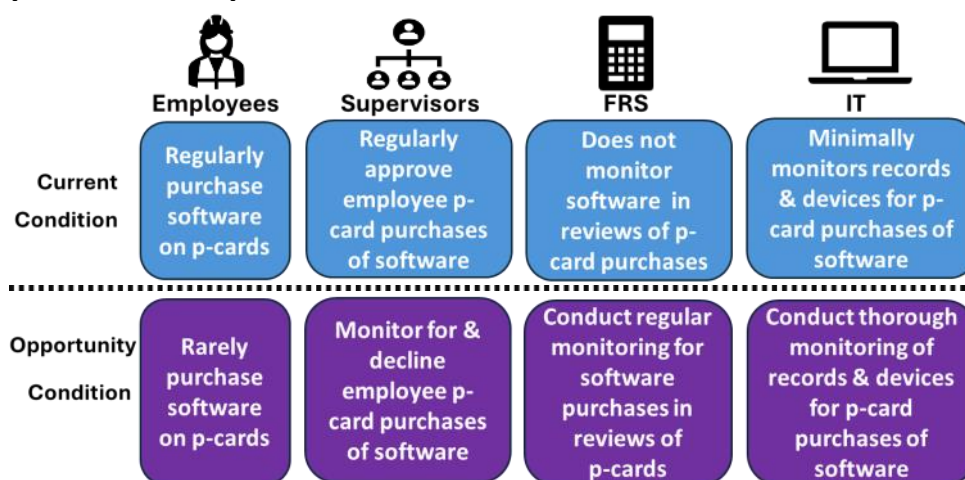 Employees
Supervisors
FRS
IT
Current
Condition
Regularly
purchase
software
on p-cards
Regularly
approve
employee p-
card purchases
of software
Does not
monitor
software in
reviews of p-
card purchases
Minimally
monitors records
& devices for p-
card purchases of
software
Opportunity
Condition
Rarely
purchase
software
on p-cards
Monitor for &
decline
employee p-
card purchases
of software
Conduct regular
monitoring for
software
purchases in
reviews of
p-cards
Conduct thorough
monitoring of
records & devices
for p-card
purchases of
software